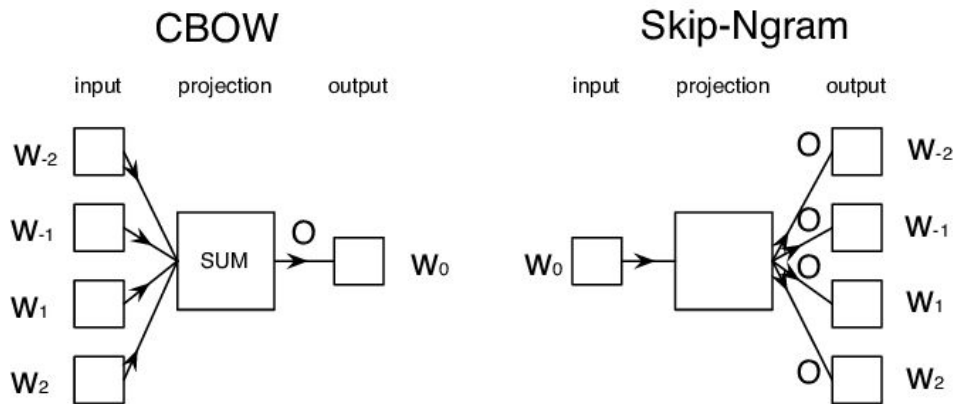 CBOW
input projection output
w-2
w-1
w1
w2
SUM
O
w0
Skip-Ngram
input projection output
w0
O
O
O
O
w-2
w-1
w1
w2